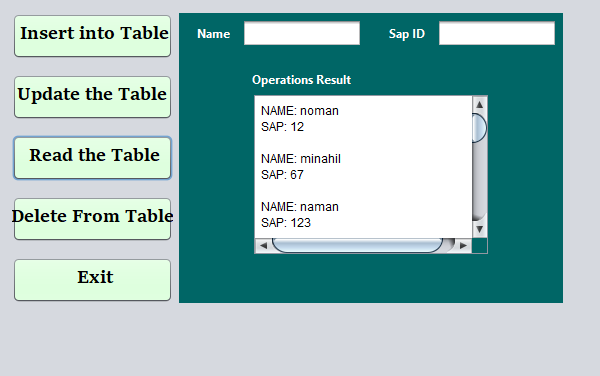 Insert into Table
Update the Table
Read the Table
Delete From Table
Exit
Name
Sap ID
Operations Result
NAME: noman
SAP: 12
NAME: minahil
SAP: 67
NAME: naman
SAP: 123